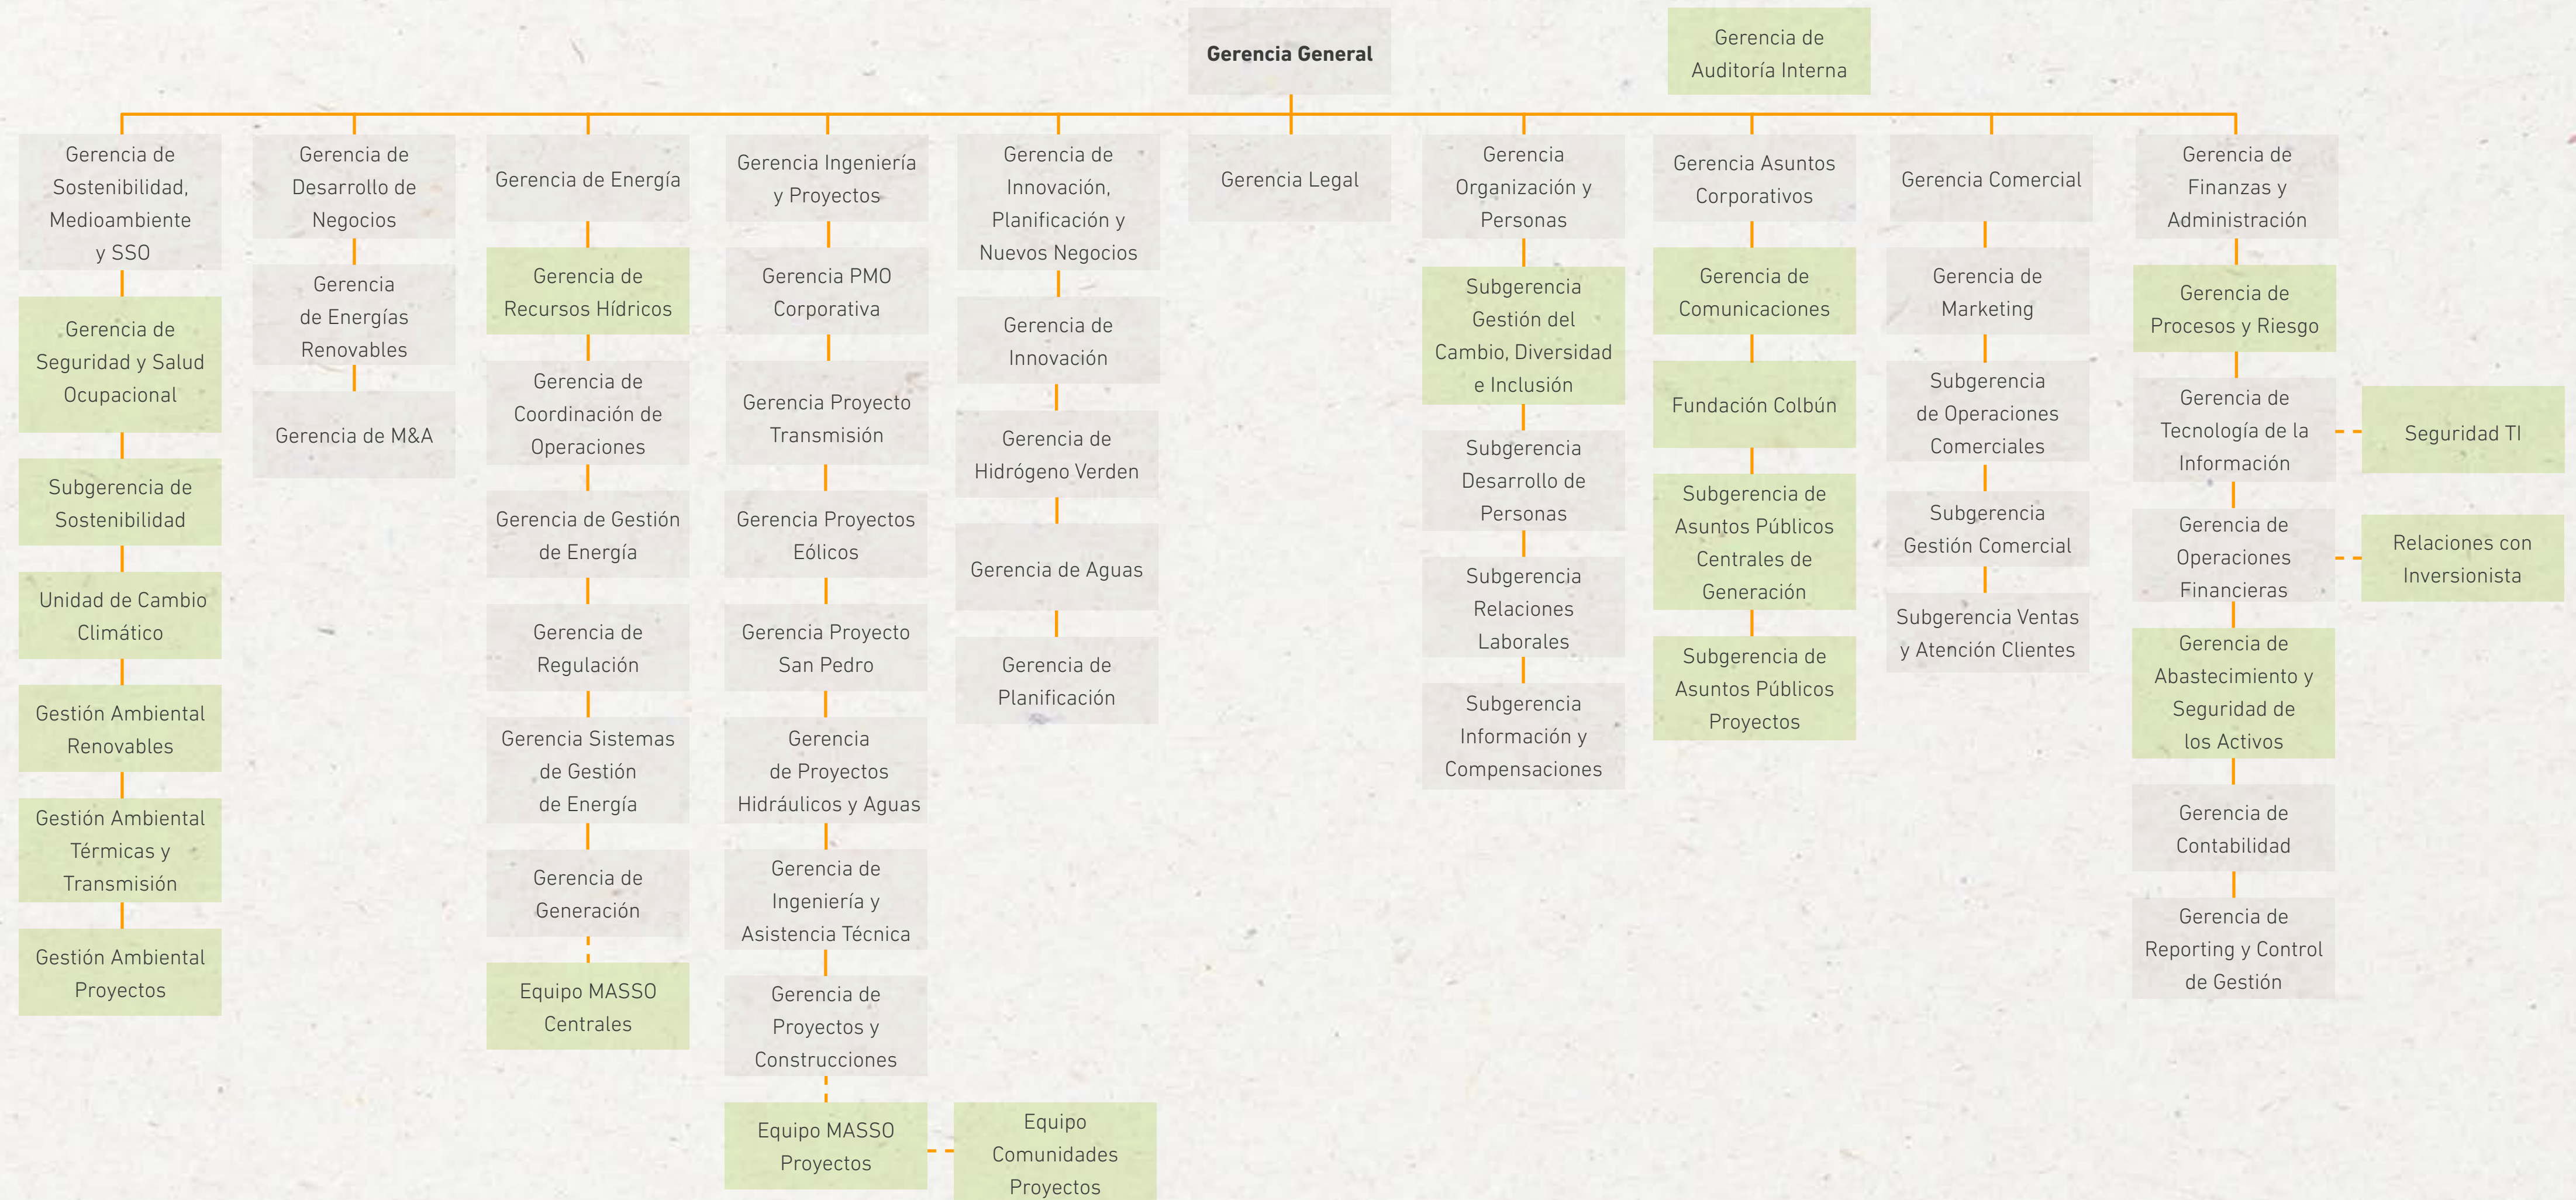 Gerencia General
Gerencia de
Auditoría Interna
Gerencia de
Sostenibilidad,
Medioambiente
y SSO
Gerencia de
Seguridad y Salud
Ocupacional
Subgerencia de
Sostenibilidad
Unidad de Cambio
Climático
Gestión Ambiental
Renovables
Gestión Ambiental
Térmicas y
Transmisión
Gestión Ambiental
Proyectos
Gerencia de
Desarrollo de
Negocios
Gerencia
de Energías
Renovables
Gerencia de M&A
Gerencia de Energía
Gerencia de
Recursos Hídricos
Gerencia de
Coordinación de
Operaciones
Gerencia de Gestión
de Energía
Gerencia de
Regulación
Gerencia Sistemas
de Gestión
de Energía
Gerencia de
Generación
Equipo MASSO
Centrales
Gerencia Ingeniería
y Proyectos
Gerencia PMO
Corporativa
Gerencia Proyecto
Transmisión
Gerencia Proyectos
Eólicos
Gerencia Proyecto
San Pedro
Gerencia
de Proyectos
Hidráulicos y Aguas
Gerencia de
Ingeniería y
Asistencia Técnica
Gerencia de
Proyectos y
Construcciones
Equipo MASSO
Proyectos
Equipo
Comunidades
Proyectos
Gerencia de
Innovación,
Planificación y
Nuevos Negocios
Gerencia de
Innovación
Gerencia de
Hidrógeno Verden
Gerencia de Aguas
Gerencia de
Planificación
Gerencia Legal
Gerencia
Organización y
Personas
Subgerencia
Gestión del
Cambio, Diversidad
e Inclusión
Subgerencia
Desarrollo de
Personas
Subgerencia
Relaciones
Laborales
Subgerencia
Información y
Compensaciones
Gerencia Asuntos
Corporativos
Gerencia de
Comunicaciones
Fundación Colbún
Subgerencia de
Asuntos Públicos
Centrales de
Generación
Subgerencia de
Asuntos Públicos
Proyectos
Gerencia Comercial
Gerencia de
Marketing
Subgerencia
de Operaciones
Comerciales
Subgerencia
Gestión Comercial
Subgerencia Ventas
y Atención Clientes
Gerencia de
Finanzas y
Administración
Gerencia de
Procesos y Riesgo
Gerencia de
Tecnología de la
Información
Seguridad TI
Gerencia de
Operaciones
Financieras
Relaciones con
Inversionista
Gerencia de
Abastecimiento y
Seguridad de
los Activos
Gerencia de
Contabilidad
Gerencia de
Reporting y Control
de Gestión